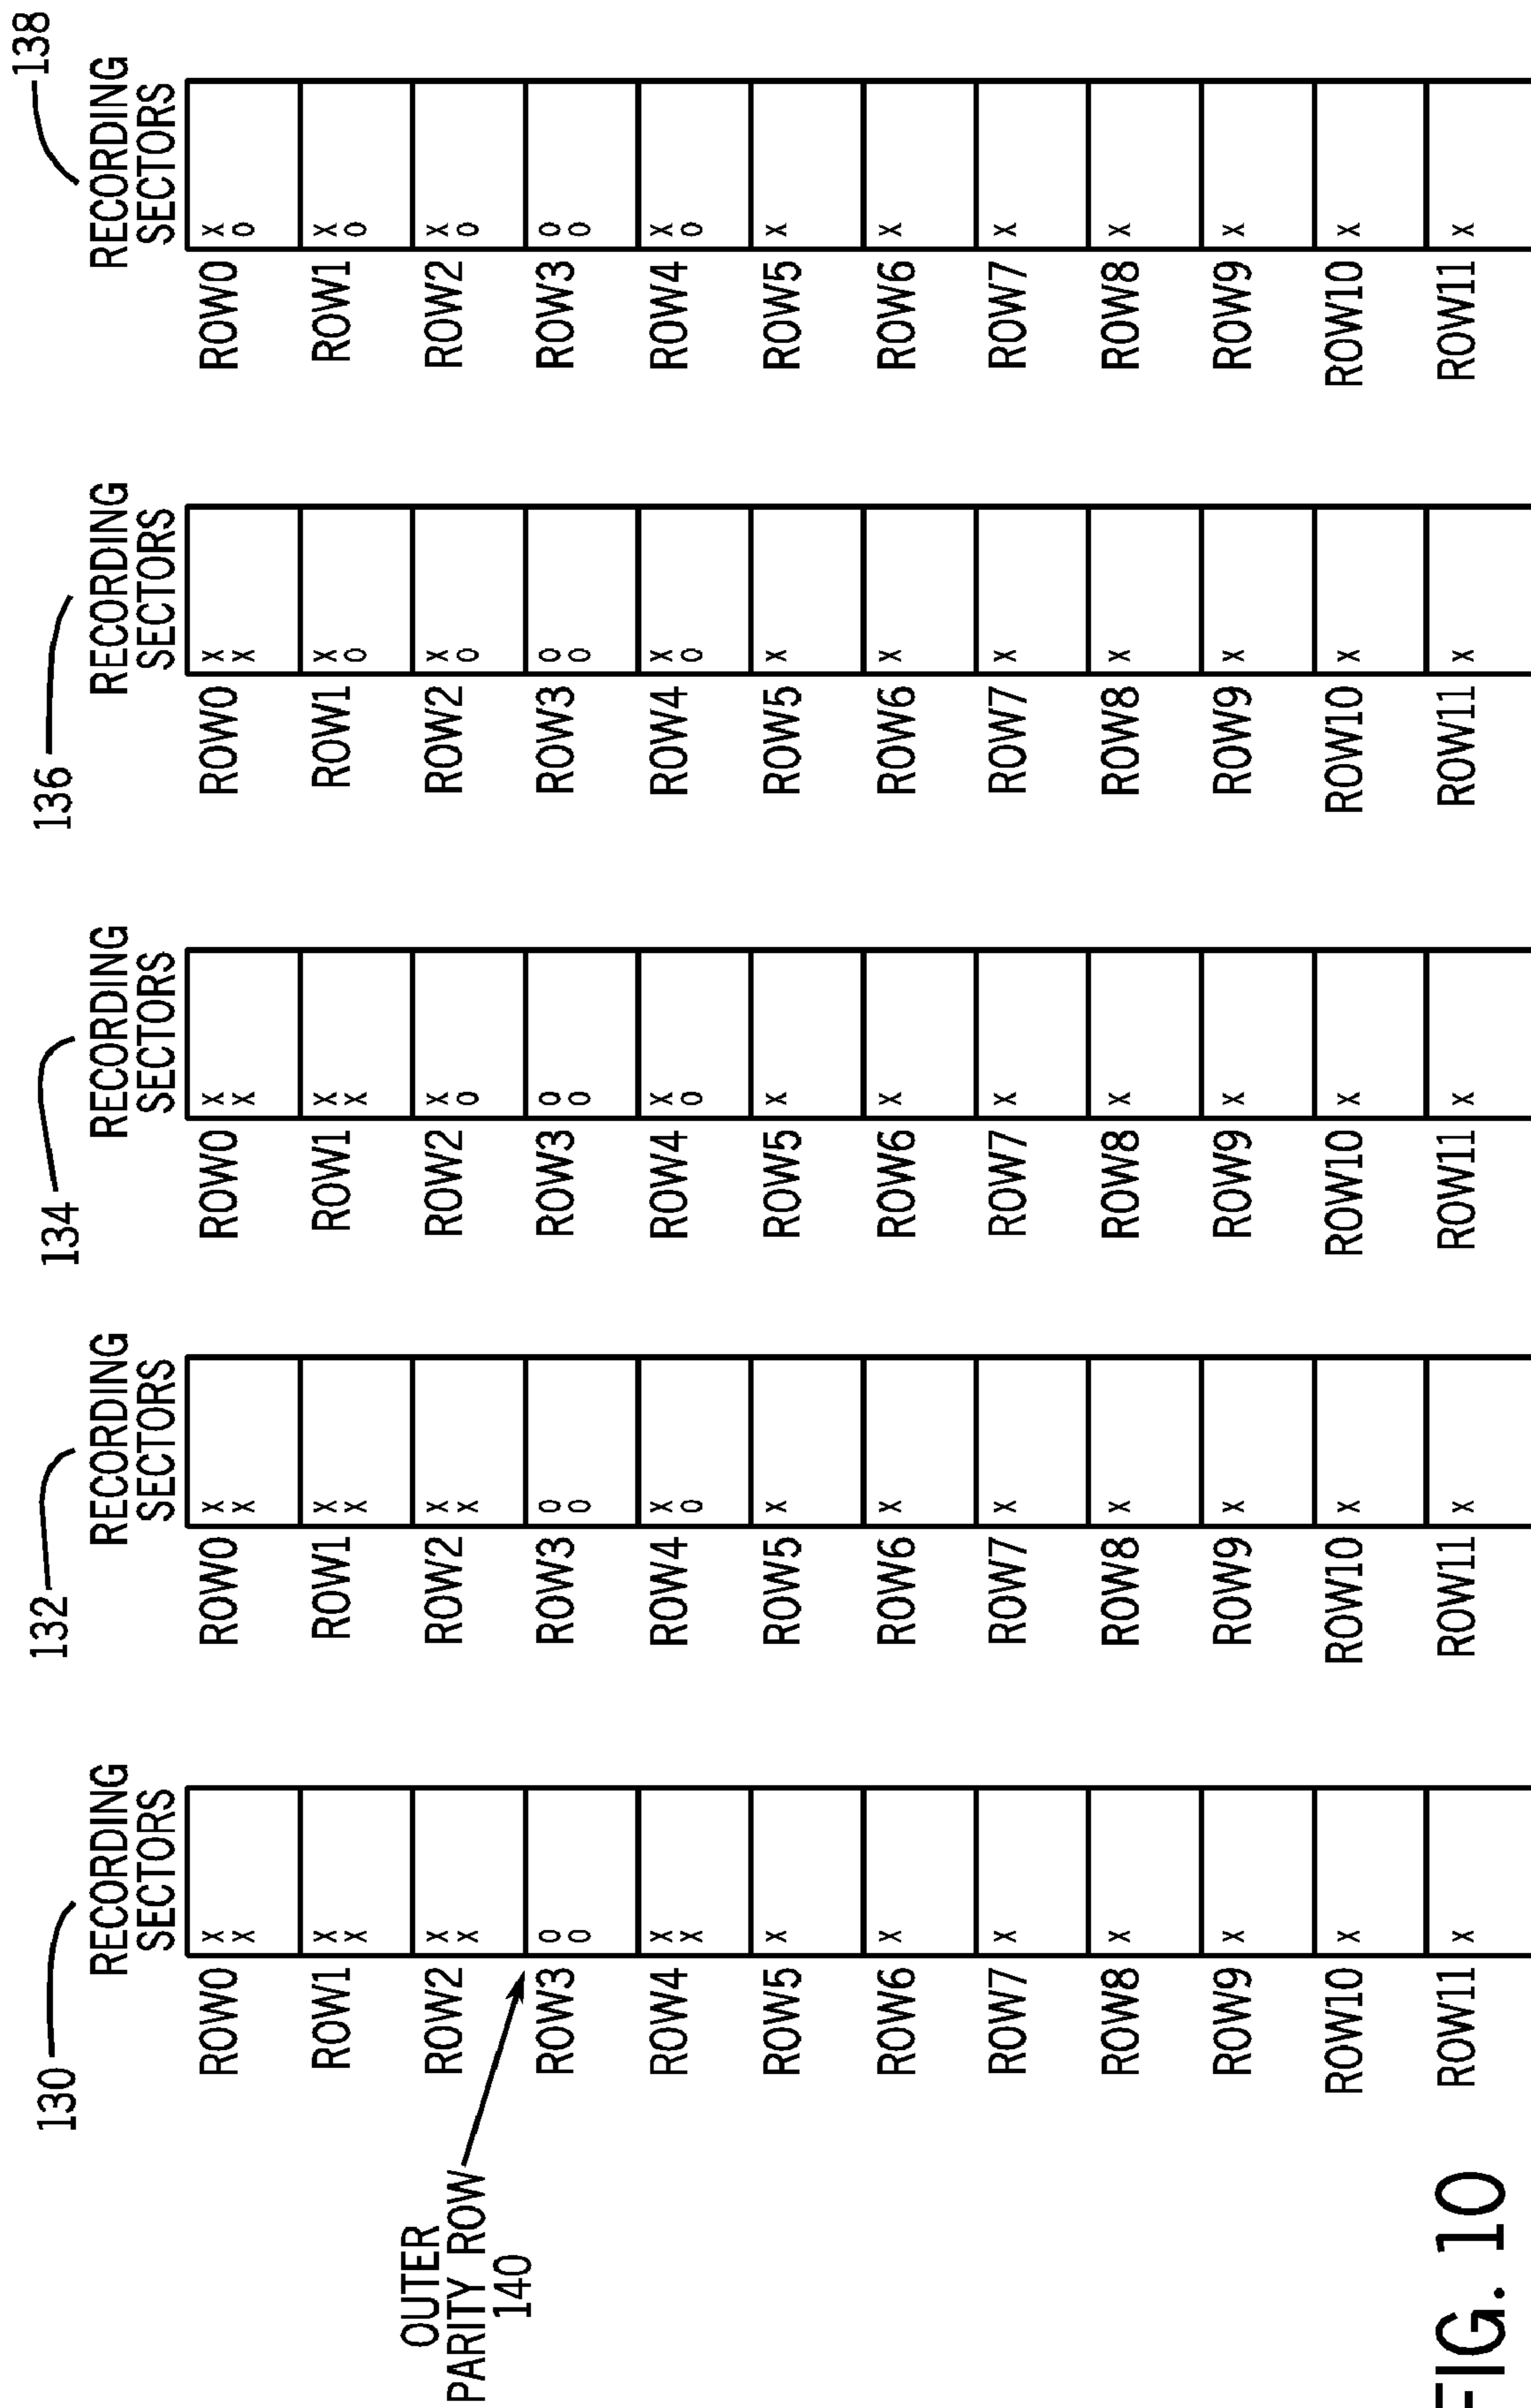 130 132 134 136 138
RECORDING RECORDING RECORDING RECORDING RECORDING
SECTORS SECTORS SECTORS SECTORS SECTORS
ROW0 X ROW0 X ROW0 X ROW0 X ROW0 X
X X X X O
ROW1 X ROW1 X ROW1 X ROW1 X ROW1 X
X X X O O
ROW2 X ROW2 X ROW2 X ROW2 X ROW2 X
X X O O O
OUTER
PARITY ROW
140
ROW3 O ROW3 O ROW3 O ROW3 O ROW3 O
O O O O O
ROW4 X ROW4 X ROW4 X ROW4 X ROW4 X
X O O O O
ROW5 X ROW5 X ROW5 X ROW5 X ROW5 X
ROW6 X ROW6 X ROW6 X ROW6 X ROW6 X
ROW7 X ROW7 X ROW7 X ROW7 X ROW7 X
ROW8 X ROW8 X ROW8 X ROW8 X ROW8 X
ROW9 X ROW9 X ROW9 X ROW9 X ROW9 X
ROW10 X ROW10 X ROW10 X ROW10 X ROW10 X
ROW11 X ROW11 X ROW11 X ROW11 X ROW11 X
FIG. 10